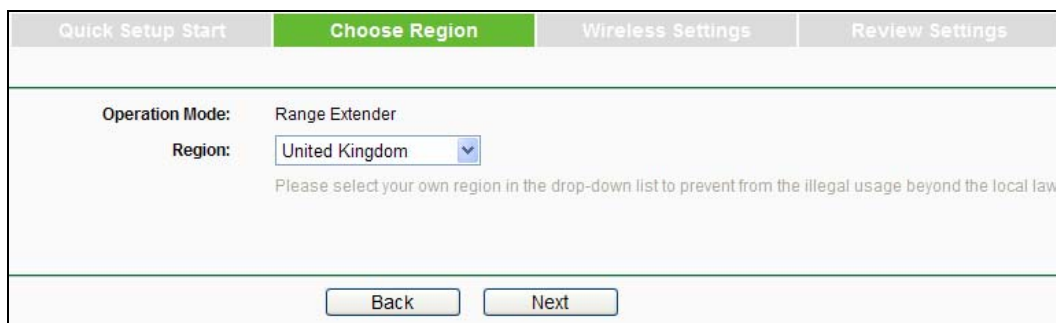 Quick Setup Start Choose Region Wireless Settings Review Settings
Operation Mode: Range Extender
Region: United Kingdom
Please select your own region in the drop-down list to prevent from the illegal usage beyond the local law
Back Next